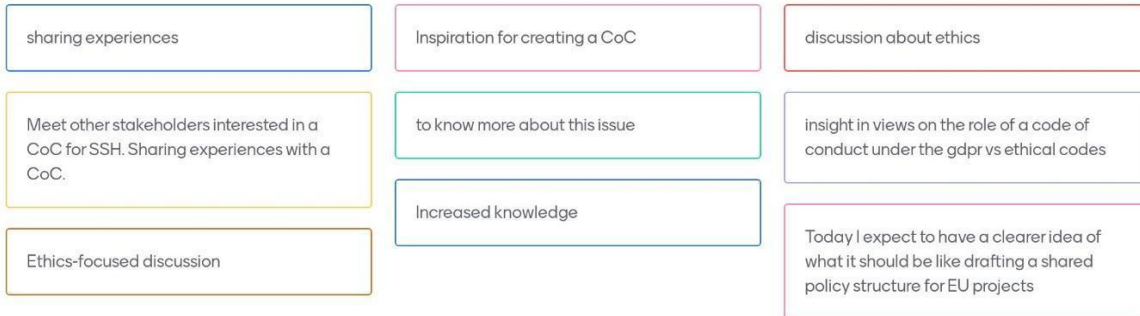 sharing experiences
Meet other stakeholders interested in a
CoC for SSH. Sharing experiences with a
CoC.
Ethics-focused discussion
Inspiration for creating a CoC
to know more about this issue
Increased knowledge
discussion about ethics
insight in views on the role of a code of
conduct under the gdpr vs ethical codes
Today I expect to have a clearer idea of
what it should be like drafting a shared
policy structure for EU projects